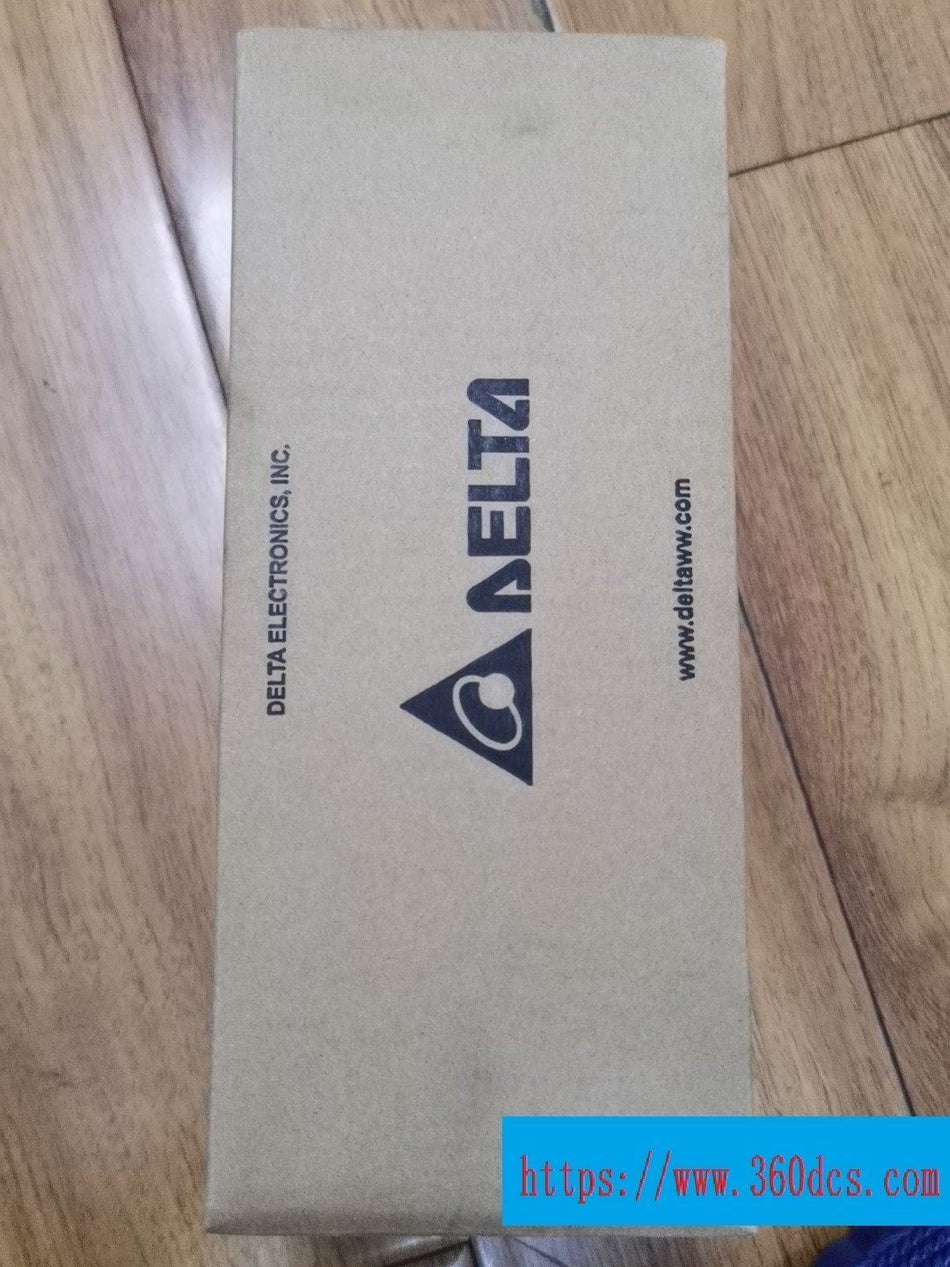 DELTA ELECTRONICS, INC.
DELTA
www.deltaww.com
https://www.360dcs.com